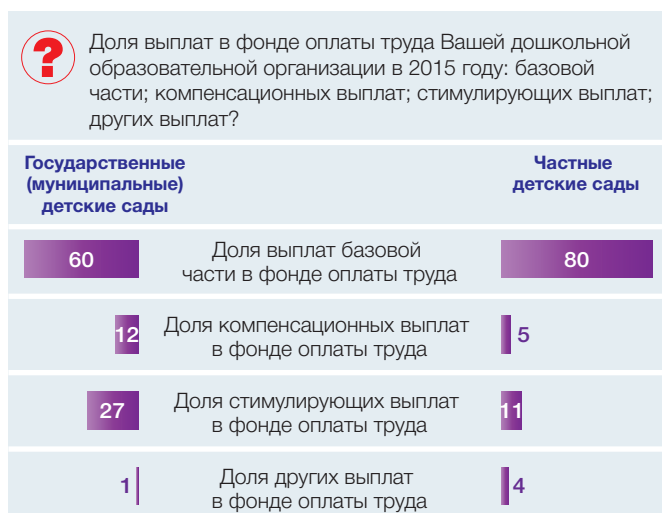 ?
Доля выплат в фонде оплаты труда Вашей дошкольной
образовательной организации в 2015 году: базовой
части; компенсационных выплат; стимулирующих выплат;
других выплат?
Государственные
(муниципальные)
детские сады
Частные
детские сады
60
Доля выплат базовой
части в фонде оплаты труда
80
12
Доля компенсационных выплат
в фонде оплаты труда
5
27
Доля стимулирующих выплат
в фонде оплаты труда
11
1
Доля других выплат
в фонде оплаты труда
4